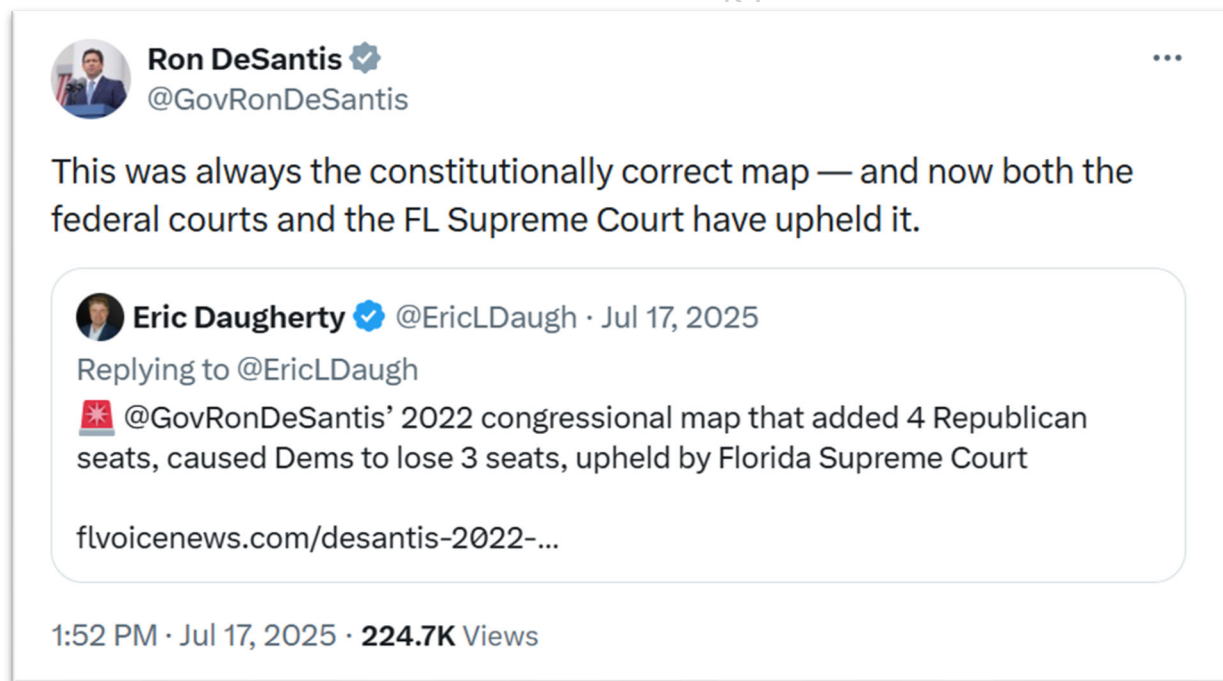 Ron DeSantis
@GovRonDeSantis
This was always the constitutionally correct map — and now both the
federal courts and the FL Supreme Court have upheld it.
Eric Daugherty @EricLDaugh · Jul 17, 2025
Replying to @EricLDaugh
🚨 @GovRonDeSantis’ 2022 congressional map that added 4 Republican
seats, caused Dems to lose 3 seats, upheld by Florida Supreme Court
flvoicenews.com/desantis-2022-...
1:52 PM · Jul 17, 2025 · 224.7K Views